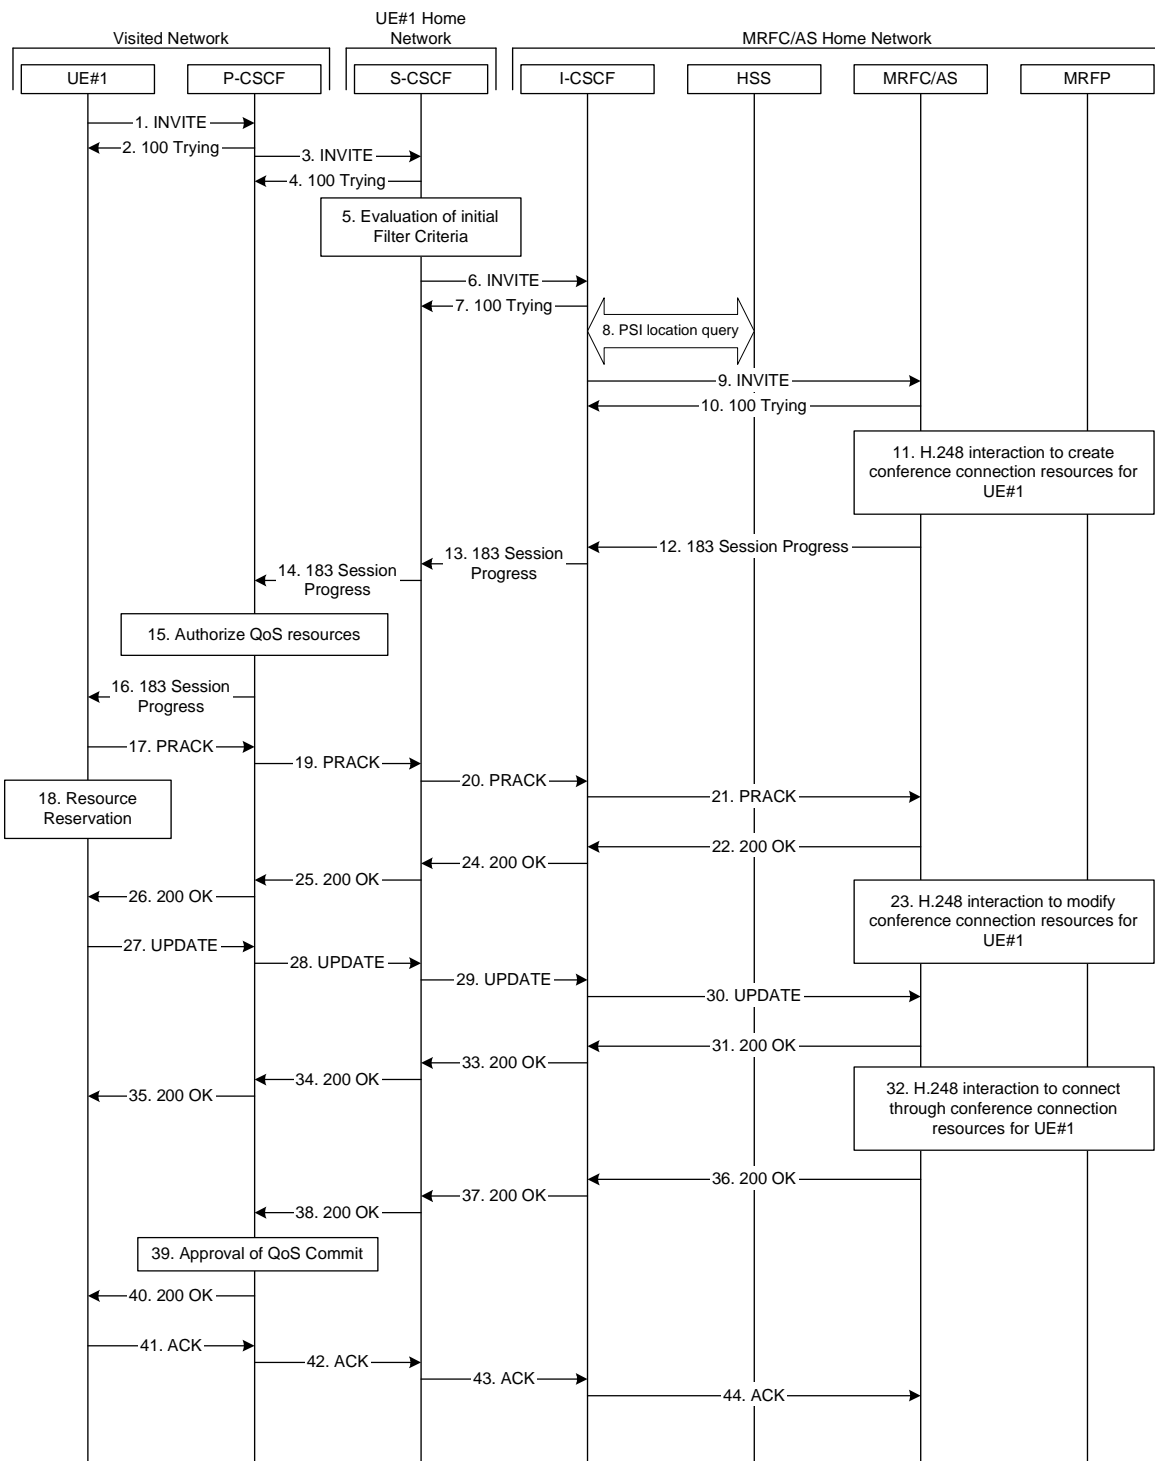 UE#1 Home
Network
Visited Network
MRFC/AS Home Network
UE#1
P-CSCF
S-CSCF
I-CSCF
HSS
MRFC/AS
MRFP
1. INVITE
2. 100 Trying
3. INVITE
4. 100 Trying
5. Evaluation of initial
Filter Criteria
6. INVITE
7. 100 Trying
8. PSI location query
9. INVITE
10. 100 Trying
11. H.248 interaction to create
conference connection resources for
UE#1
12. 183 Session Progress
13. 183 Session
Progress
14. 183 Session
Progress
15. Authorize QoS resources
16. 183 Session
Progress
17. PRACK
19. PRACK
20. PRACK
21. PRACK
18. Resource
Reservation
22. 200 OK
24. 200 OK
25. 200 OK
26. 200 OK
23. H.248 interaction to modify
conference connection resources for
UE#1
27. UPDATE
28. UPDATE
29. UPDATE
30. UPDATE
31. 200 OK
33. 200 OK
34. 200 OK
35. 200 OK
32. H.248 interaction to connect
through conference connection
resources for UE#1
36. 200 OK
37. 200 OK
38. 200 OK
39. Approval of QoS Commit
40. 200 OK
41. ACK
42. ACK
43. ACK
44. ACK